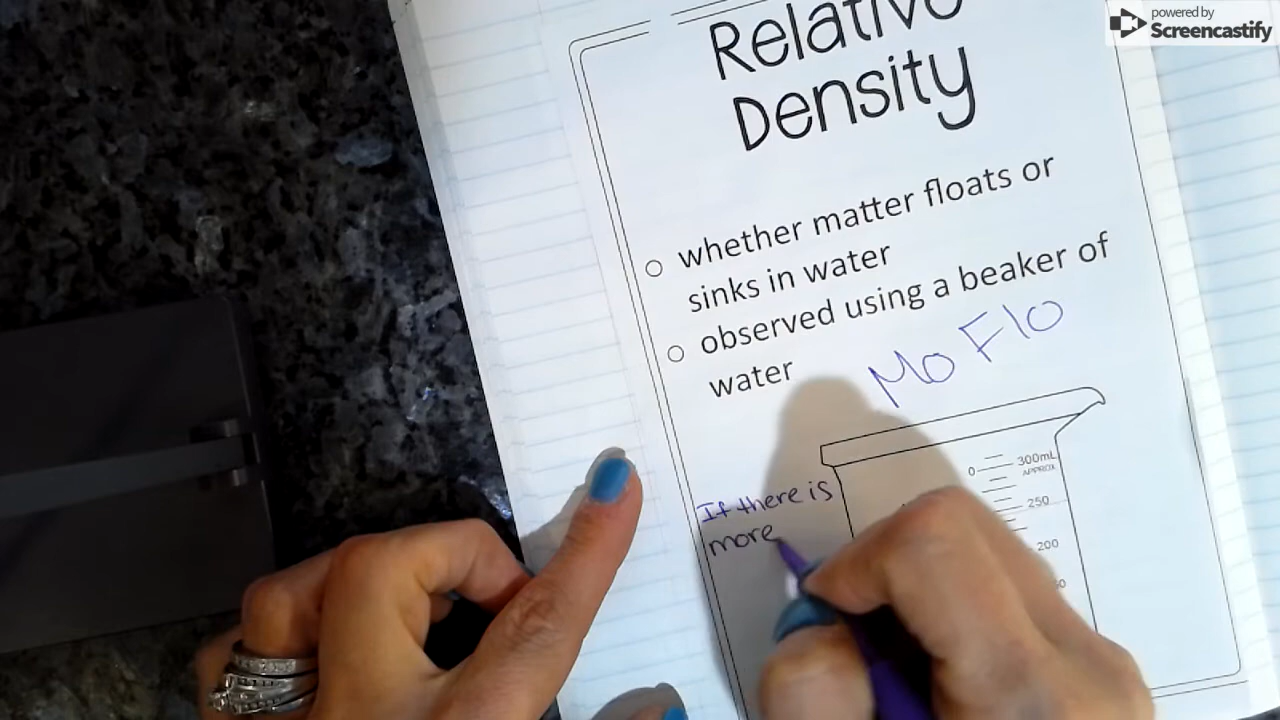 powered by
Screencastify
Relative
Density
whether matter floats or
sinks in water
observed using a beaker of
water
Mo Flo
0
300mL
APPROX
250
200
If there is
more